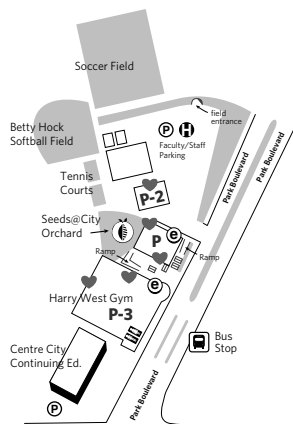 Soccer Field
field
entrance
Betty Hock
Softball Field
P
H
Faculty/Staff
Parking
Park Boulevard
Park Boulevard
Tennis
Courts
P-2
Seeds@City
Orchard
P
e
Ramp
Ramp
e
Harry West Gym
P-3
Bus
Stop
Centre City
Continuing Ed.
P
Park Boulevard